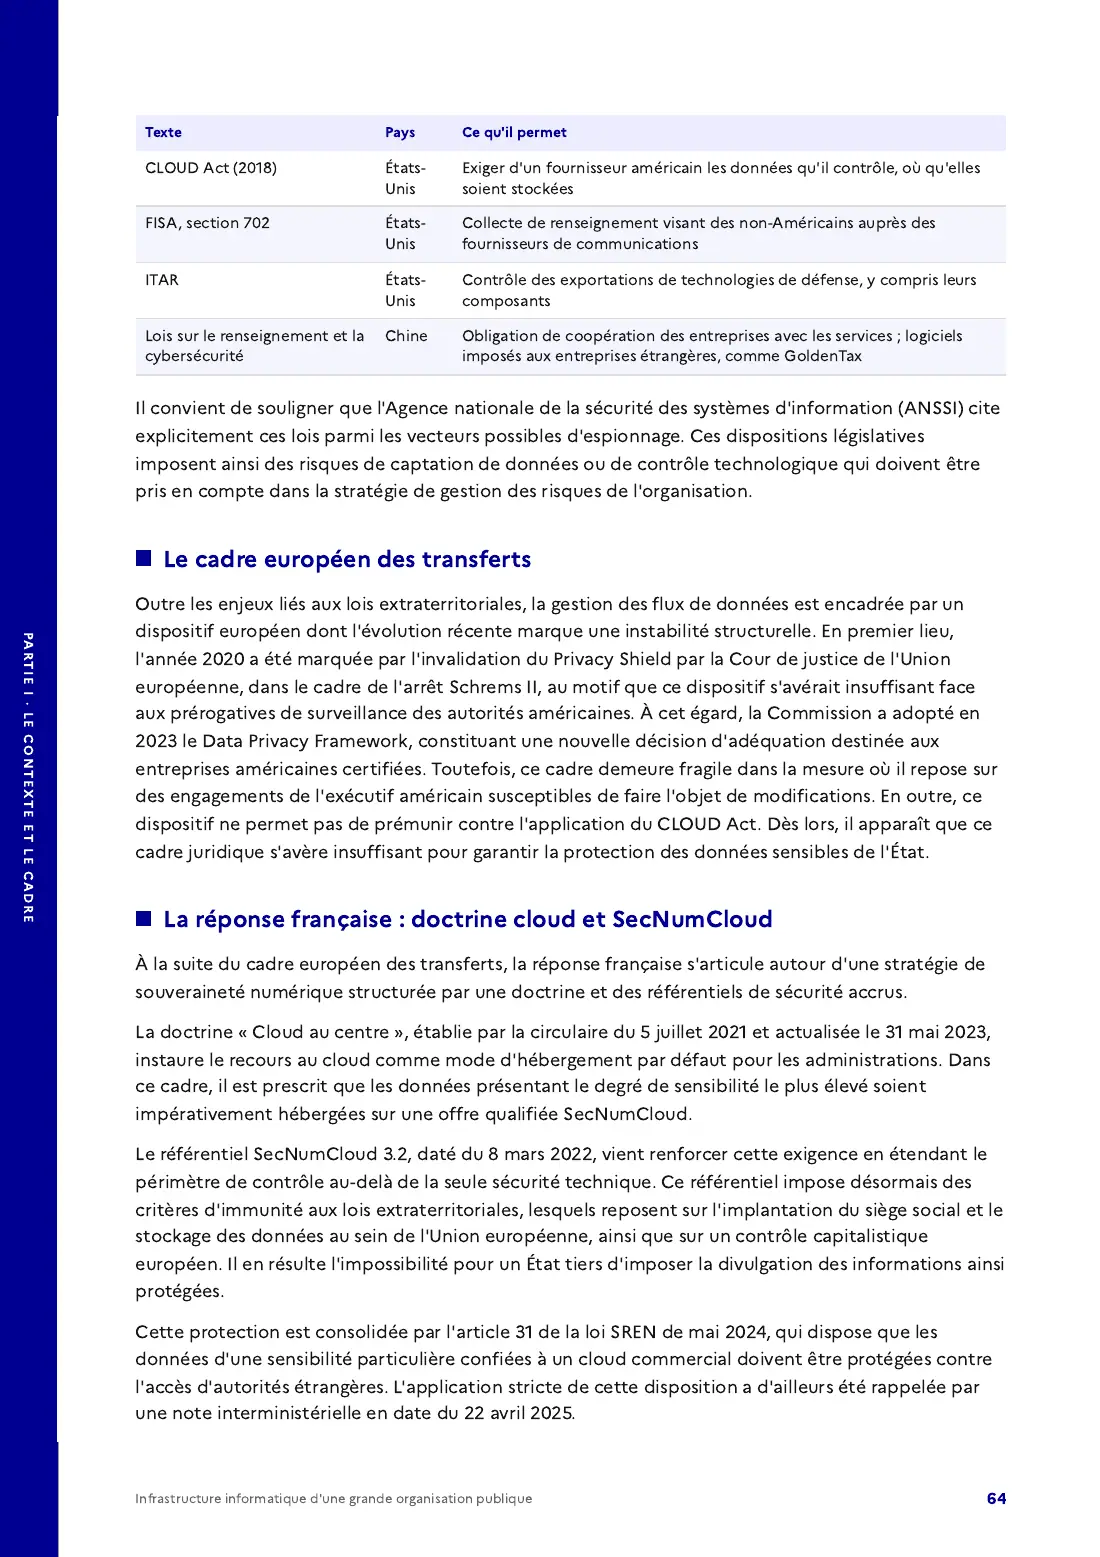 Texte Pays Ce qu'il permet
CLOUD Act (2018) États- Exiger d'un fournisseur américain les données qu'il contrôle, où qu'elles
Unis soient stockées
FISA, section 702 États- Collecte de renseignement visant des non-Américains auprès des
Unis fournisseurs de communications
ITAR États- Contrôle des exportations de technologies de défense, y compris leurs
Unis composants
Lois sur le renseignement et la Chine Obligation de coopération des entreprises avec les services ; logiciels
cybersécurité imposés aux entreprises étrangères, comme GoldenTax
Il convient de souligner que l'Agence nationale de la sécurité des systèmes d'information (ANSSI) cite
explicitement ces lois parmi les vecteurs possibles d'espionnage. Ces dispositions législatives
imposent ainsi des risques de captation de données ou de contrôle technologique qui doivent être
pris en compte dans la stratégie de gestion des risques de l'organisation.
Le cadre européen des transferts
Outre les enjeux liés aux lois extraterritoriales, la gestion des flux de données est encadrée par un
dispositif européen dont l'évolution récente marque une instabilité structurelle. En premier lieu,
l'année 2020 a été marquée par l'invalidation du Privacy Shield par la Cour de justice de l'Union
européenne, dans le cadre de l'arrêt Schrems II, au motif que ce dispositif s'avérait insuffisant face
aux prérogatives de surveillance des autorités américaines. À cet égard, la Commission a adopté en
2023 le Data Privacy Framework, constituant une nouvelle décision d'adéquation destinée aux
entreprises américaines certifiées. Toutefois, ce cadre demeure fragile dans la mesure où il repose sur
des engagements de l'exécutif américain susceptibles de faire l'objet de modifications. En outre, ce
dispositif ne permet pas de prémunir contre l'application du CLOUD Act. Dès lors, il apparaît que ce
cadre juridique s'avère insuffisant pour garantir la protection des données sensibles de l'État.
La réponse française : doctrine cloud et SecNumCloud
À la suite du cadre européen des transferts, la réponse française s'articule autour d'une stratégie de
souveraineté numérique structurée par une doctrine et des référentiels de sécurité accrus.
La doctrine « Cloud au centre », établie par la circulaire du 5 juillet 2021 et actualisée le 31 mai 2023,
instaure le recours au cloud comme mode d'hébergement par défaut pour les administrations. Dans
ce cadre, il est prescrit que les données présentant le degré de sensibilité le plus élevé soient
impérativement hébergées sur une offre qualifiée SecNumCloud.
Le référentiel SecNumCloud 3.2, daté du 8 mars 2022, vient renforcer cette exigence en étendant le
périmètre de contrôle au-delà de la seule sécurité technique. Ce référentiel impose désormais des
critères d'immunité aux lois extraterritoriales, lesquels reposent sur l'implantation du siège social et le
stockage des données au sein de l'Union européenne, ainsi que sur un contrôle capitalistique
européen. Il en résulte l'impossibilité pour un État tiers d'imposer la divulgation des informations ainsi
protégées.
Cette protection est consolidée par l'article 31 de la loi SREN de mai 2024, qui dispose que les
données d'une sensibilité particulière confiées à un cloud commercial doivent être protégées contre
l'accès d'autorités étrangères. L'application stricte de cette disposition a d'ailleurs été rappelée par
une note interministérielle en date du 22 avril 2025.
PARTIE I · LE CONTEXTE ET LE CADRE
Infrastructure informatique d'une grande organisation publique 64